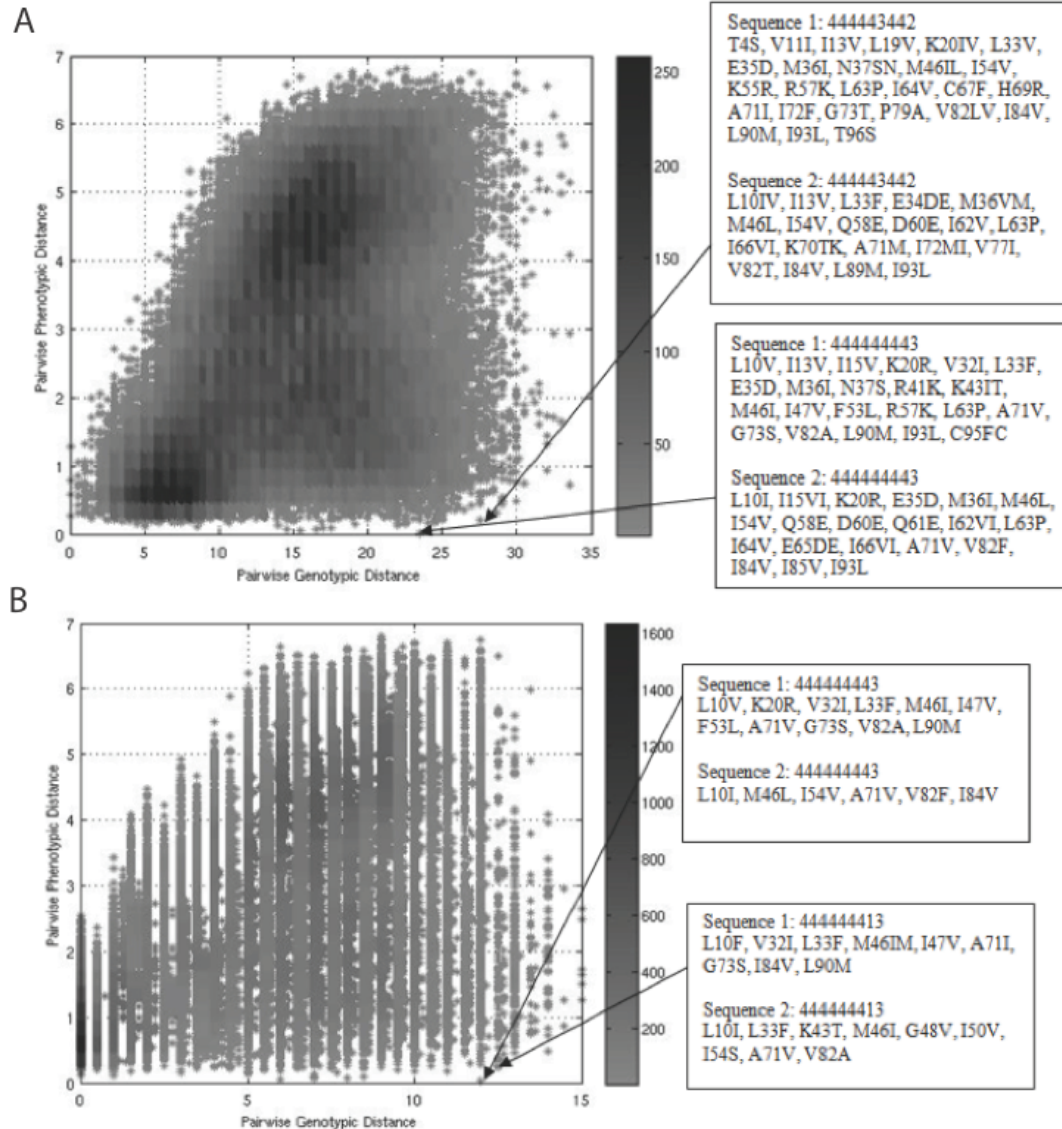 A
7
6
5
4
3
2
1
0
Pairwise Phenotypic Distance
0 5 10 15 20 25 30 35
Pairwise Genotypic Distance
250
200
150
100
50
Sequence 1: 444443442
T4S, V11I, I13V, L19V, K20IV, L33V,
E35D, M36I, N37SN, M46IL, I54V,
K55R, R57K, L63P, I64V, C67F, H69R,
A71I, I72F, G73T, P79A, V82LV, I84V,
L90M, I93L, T96S
Sequence 2: 444443442
L10IV, I13V, L33F, E34DE, M36VM,
M46L, I54V, Q58E, D60E, I62V, L63P,
I66VI, K70TK, A71M, I72MI, V77I,
V82T, I84V, L89M, I93L
Sequence 1: 444444443
L10V, I13V, I15V, K20R, V32I, L33F,
E35D, M36I, N37S, R41K, K43IT,
M46I, I47V, F53L, R57K, L63P, A71V,
G73S, V82A, L90M, I93L, C95FC
Sequence 2: 444444443
L10I, I15VI, K20R, E35D, M36I, M46L,
I54V, Q58E, D60E, Q61E, I62VI, L63P,
I64V, E65DE, I66VI, A71V, V82F,
I84V, I85V, I93L
B
7
6
5
4
3
2
1
0
Pairwise Phenotypic Distance
0 5 10 15
Pairwise Genotypic Distance
1600
1400
1200
1000
800
600
400
200
Sequence 1: 444444443
L10V, K20R, V32I, L33F, M46I, I47V,
F53L, A71V, G73S, V82A, L90M
Sequence 2: 444444443
L10I, M46L, I54V, A71V, V82F, I84V
Sequence 1: 444444413
L10F, V32I, L33F, M46IM, I47V, A71I,
G73S, I84V, L90M
Sequence 2: 444444413
L10I, L33F, K43T, M46I, G48V, I50V,
I54S, A71V, V82A